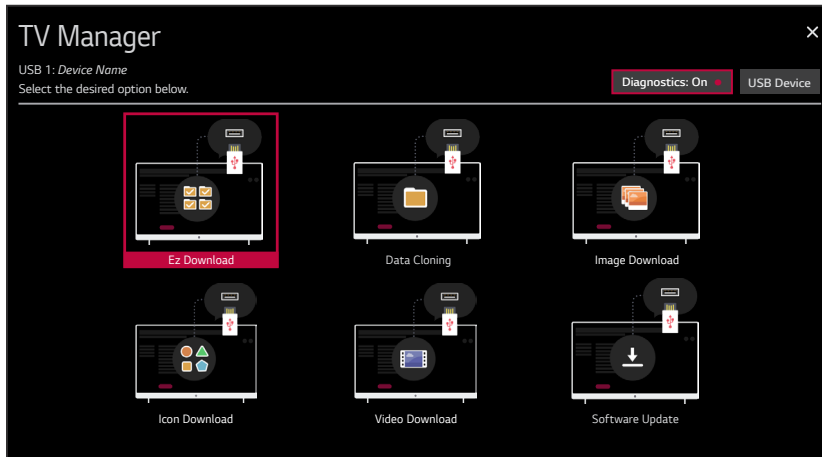 TV Manager
USB 1: Device Name
Select the desired option below.
Diagnostics: On
USB Device
Ez Download
Data Cloning
Image Download
Icon Download
Video Download
Software Update